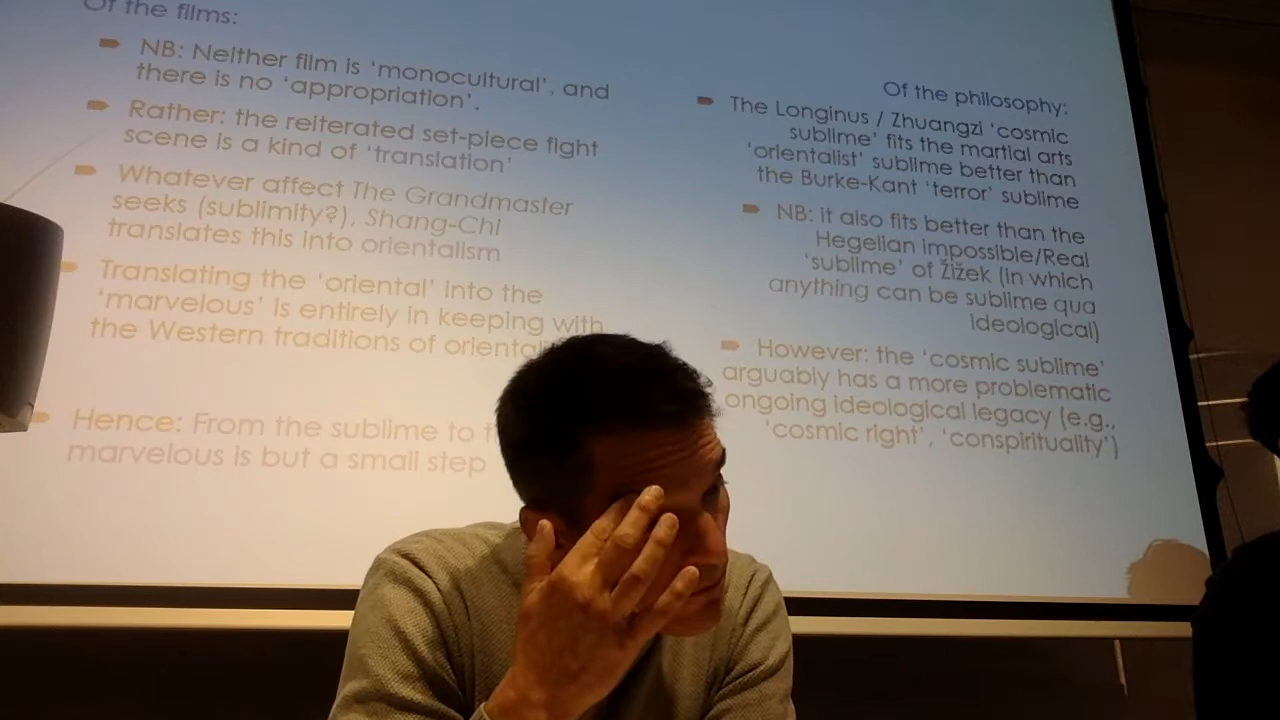 Of the films:
NB: Neither film is 'monocultural', and
there is no 'appropriation'.
Rather: the reiterated set-piece fight
scene is a kind of 'translation'
Whatever affect The Grandmaster
seeks (sublimity?), Shang-Chi
translates this into orientalism
Translating the 'oriental' into the
'marvelous' is entirely in keeping with
the Western traditions of
Hence: From the sublime to
marvelous is but a small step
Of the philosophy:
The Longinus / Zhuangzi 'cosmic
sublime' fits the martial arts
'orientalist' sublime better than
the Burke-Kant 'terror' sublime
NB: it also fits better than the
Hegelian impossible/Real
'sublime' of Žižek (in which
anything can be sublime qua
ideological)
However: the 'cosmic sublime'
arguably has a more problematic
ongoing ideological legacy (e.g.,
'cosmic right', 'conspirituality')